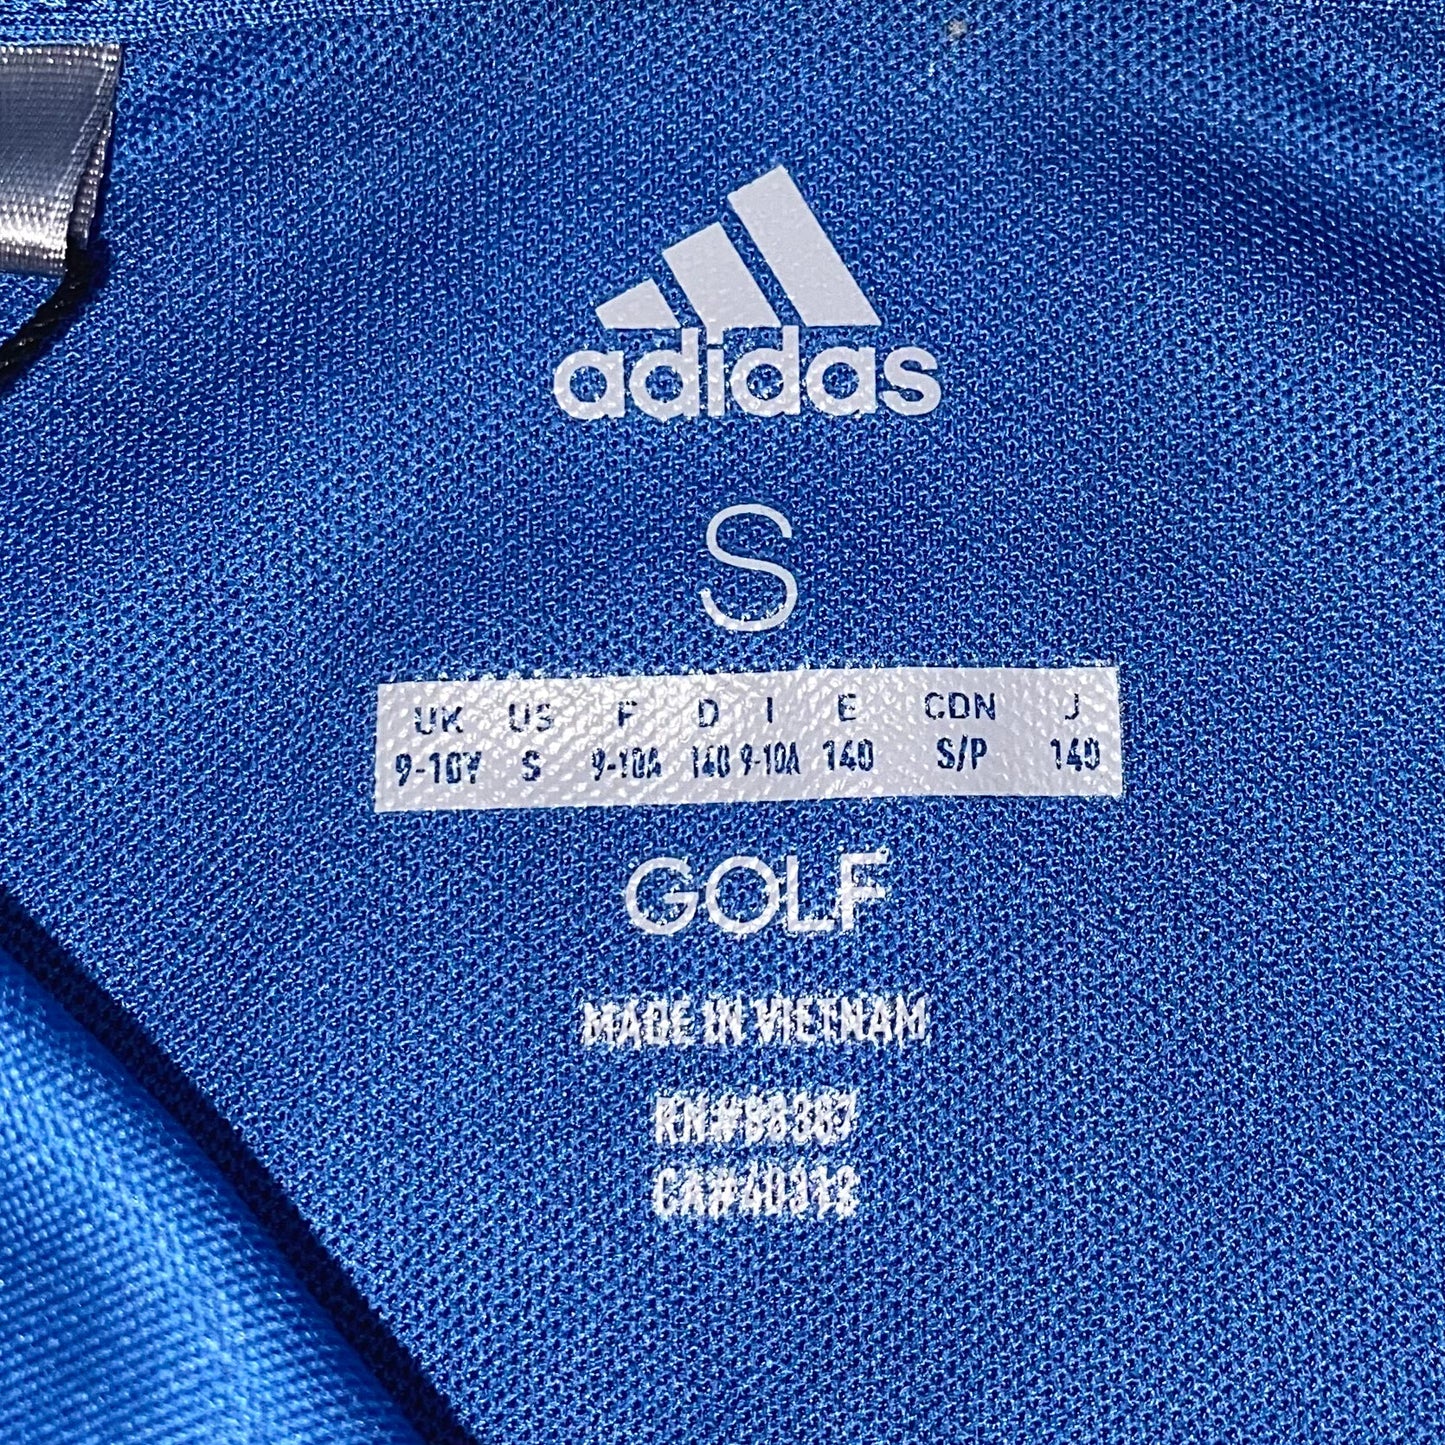 adidas
S
UK US F D I E CDN J
9-10Y S 9-10A 140 9-10A 140 S/P 140
GOLF
MADE IN VIETNAM
RN#88387
CA#40312